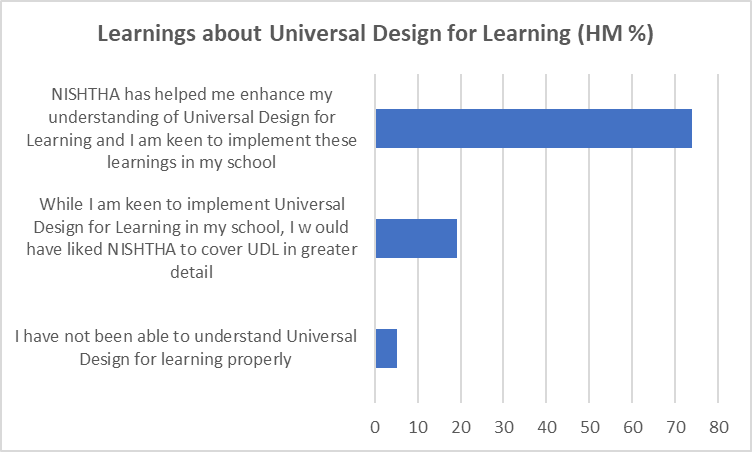 Learnings about Universal Design for Learning (HM %)
NISHTHA has helped me enhance my
understanding of Universal Design for
Learning and I am keen to implement these
learnings in my school
While I am keen to implement Universal
Design for Learning in my school, I w ould
have liked NISHTHA to cover UDL in greater
detail
I have not been able to understand Universal
Design for learning properly
0 10 20 30 40 50 60 70 80